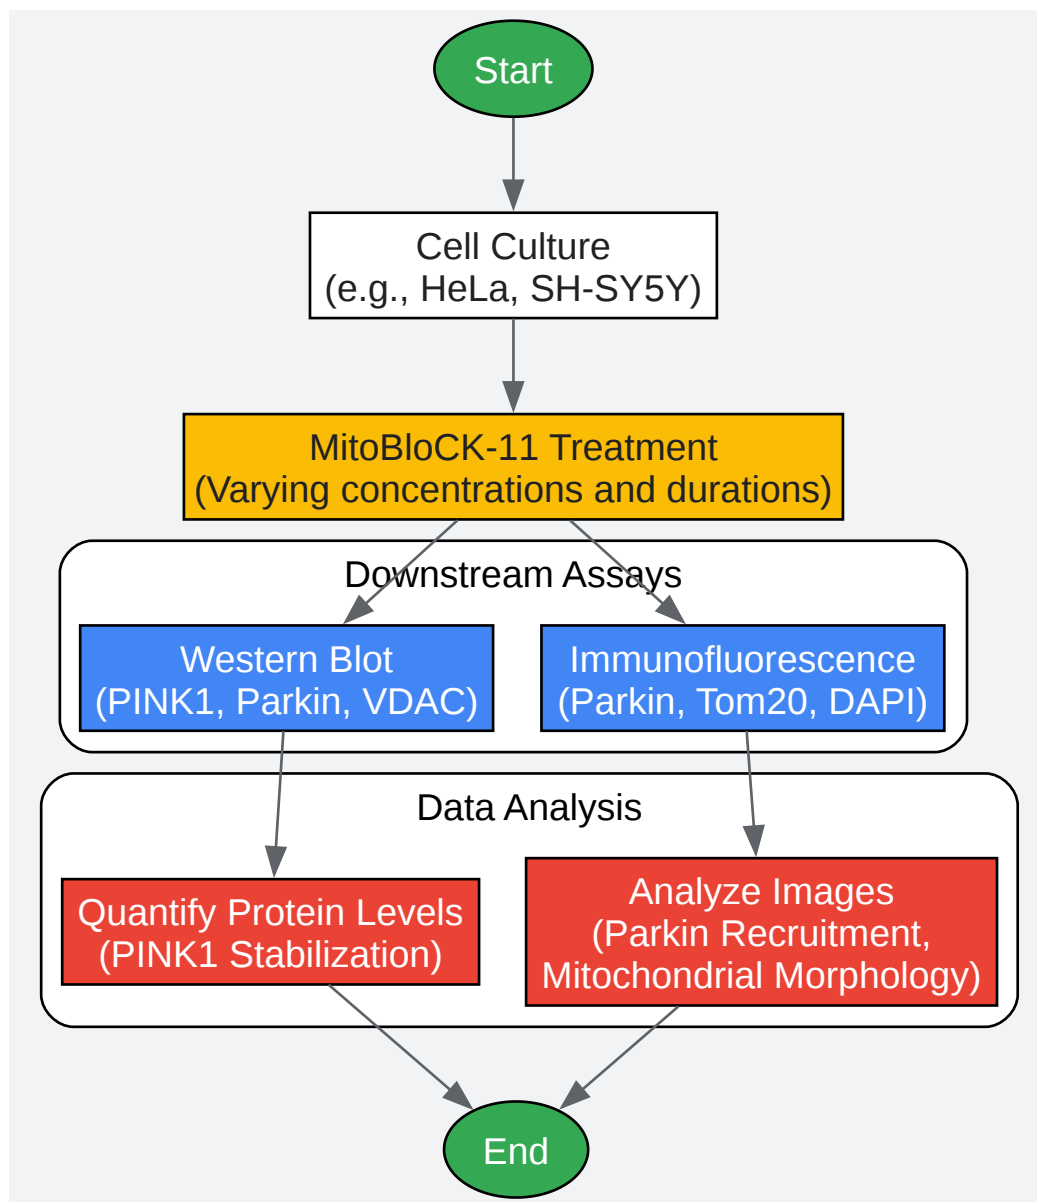 Start
Cell Culture
(e.g., HeLa, SH-SY5Y)
MitoBloCK-11 Treatment
(Varying concentrations and durations)
Downstream Assays
Western Blot
(PINK1, Parkin, VDAC)
Immunofluorescence
(Parkin, Tom20, DAPI)
Data Analysis
Quantify Protein Levels
(PINK1 Stabilization)
Analyze Images
(Parkin Recruitment,
Mitochondrial Morphology)
End